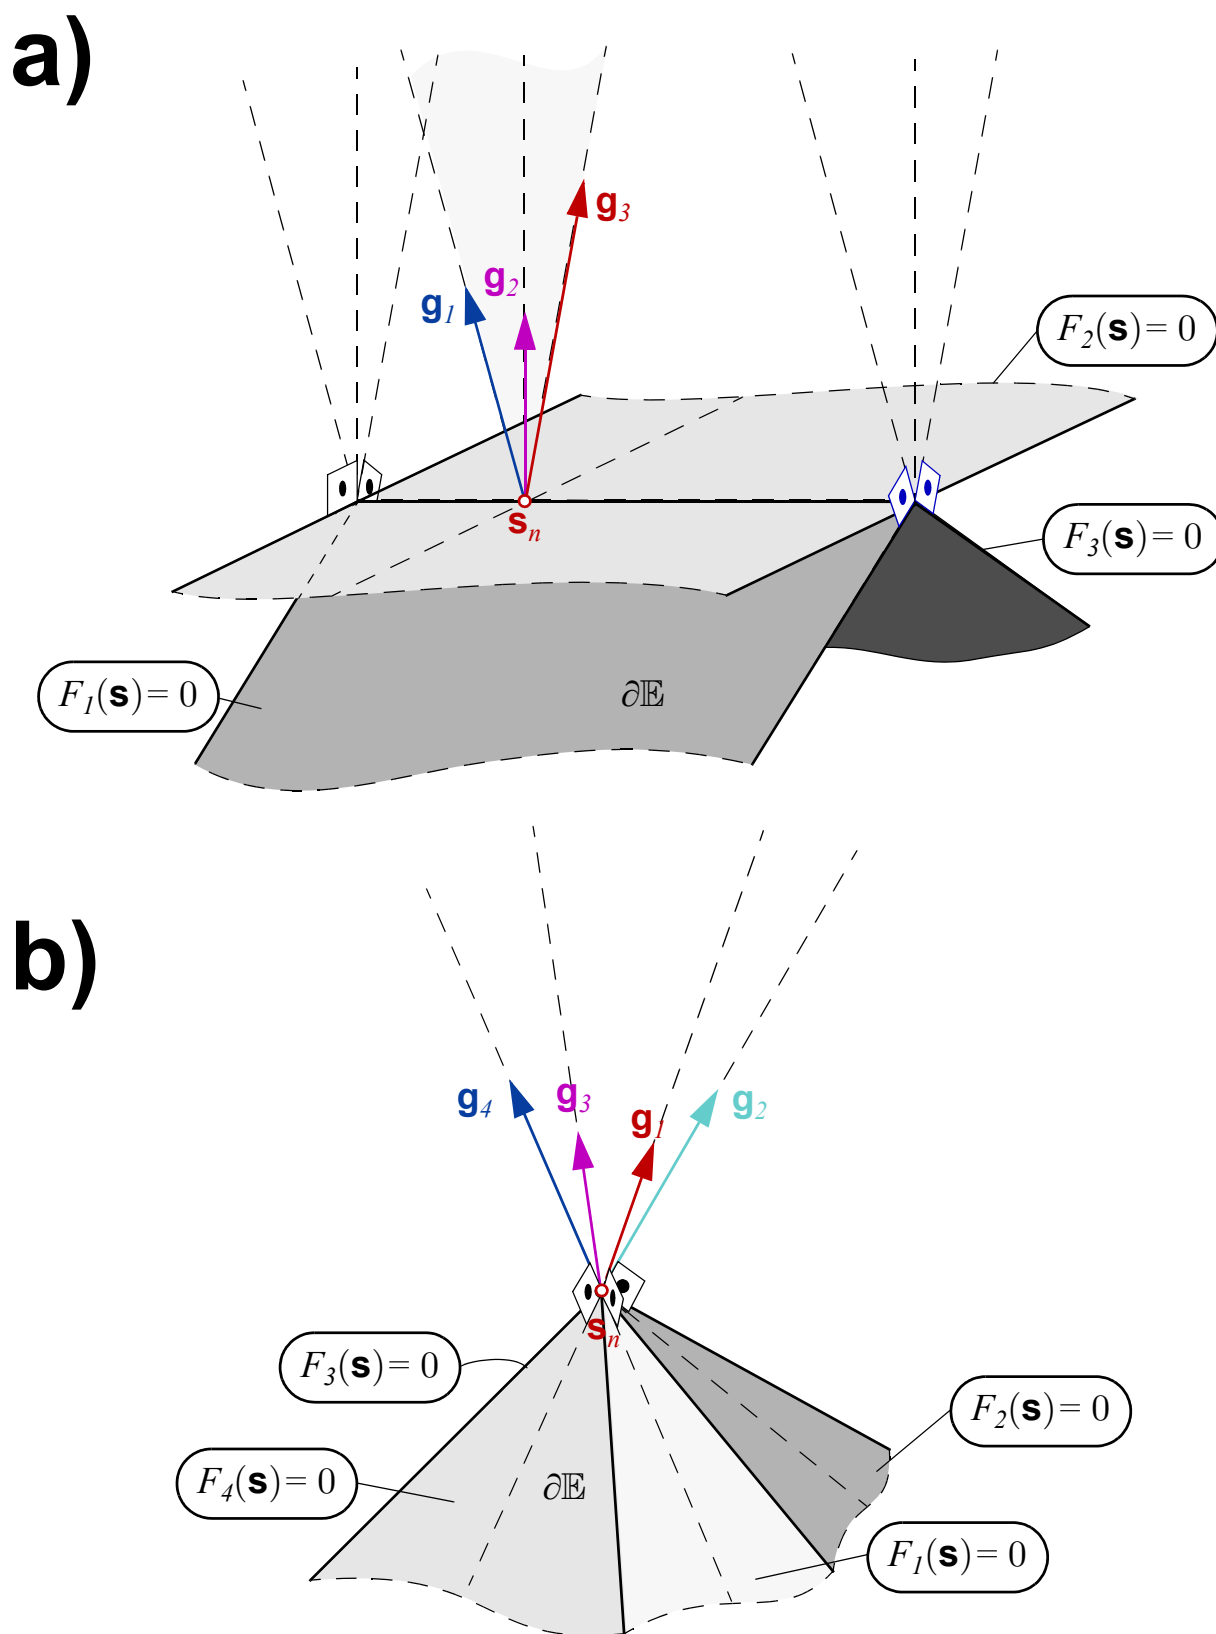 a)
g3
g2
g1
F2(s) = 0
sn
F3(s) = 0
F1(s) = 0
∂𝔼
b)
g4
g3
g2
g1
sn
F3(s) = 0
F2(s) = 0
F4(s) = 0
∂𝔼
F1(s) = 0